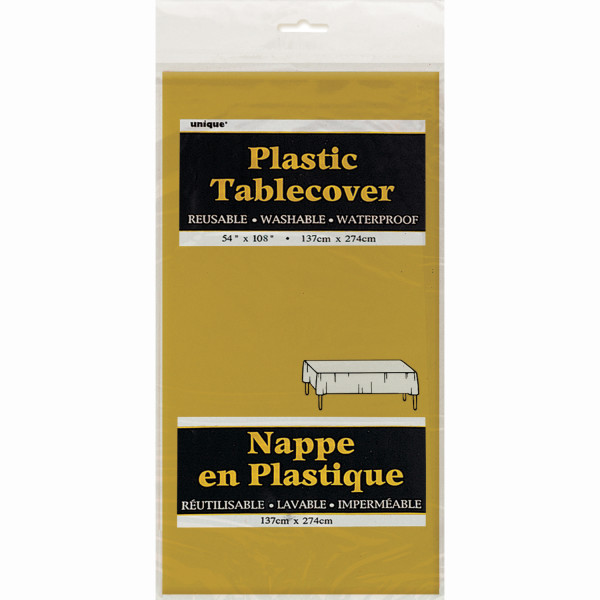 unique®
Plastic
Tablecover
REUSABLE • WASHABLE • WATERPROOF
54" x 108" • 137cm x 274cm
Nappe
en Plastique
RÉUTILISABLE • LAVABLE • IMPERMÉABLE
137cm x 274cm